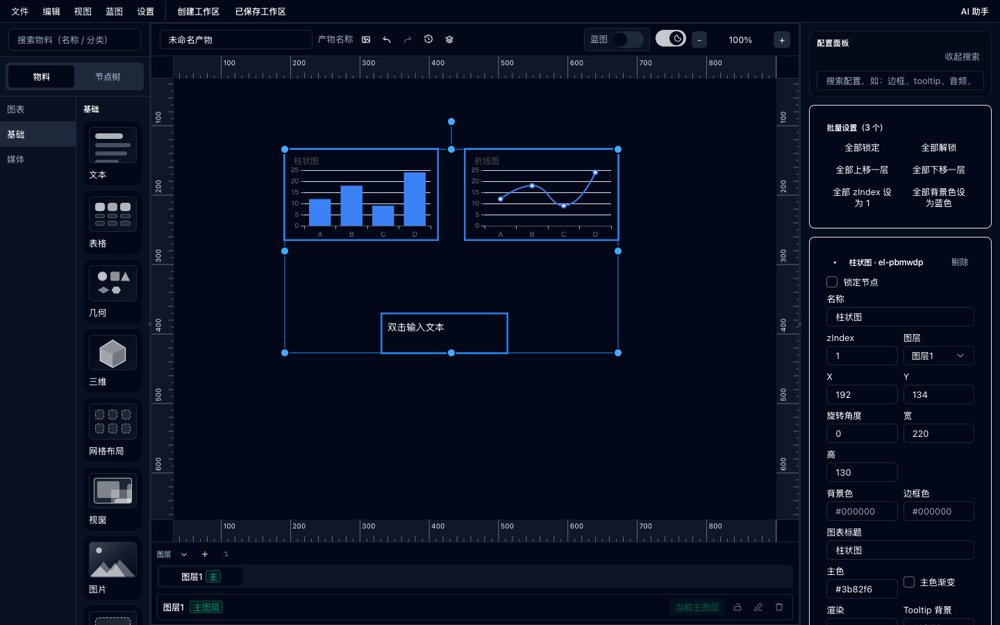 文件 编辑 视图 蓝图 设置 创建工作区 已保存工作区 AI 助手
搜索物料（名称 / 分类）
物料 节点树
图表
基础
媒体
基础
文本
表格
几何
三维
网格布局
视窗
图片
未命名产物 产物名称 蓝图 - 100% +
100 200 300 400 500 600 700 800
100
200
300
400
500
600
柱状图
25
20
15
10
5
0
A B C D
折线图
25
20
15
10
5
0
A B C D
双击输入文本
100
200
300
400
500
600
100 200 300 400 500 600 700 800
图层
图层1 主
图层1 主图层 当前主图层
配置面板
收起搜索
搜索配置，如：边框、tooltip、音频、
批量设置（3 个）
全部锁定 全部解锁
全部上移一层 全部下移一层
全部 zIndex 设为 1
全部背景色设为蓝色
柱状图 · el-pbmwdp 剔除
锁定节点
名称
柱状图
zIndex 图层
1 图层1
X Y
192 134
旋转角度 宽
0 220
高
130
背景色 边框色
#000000 #000000
图表标题
柱状图
主色
#3b82f6 主色渐变
渲染 Tooltip 背景